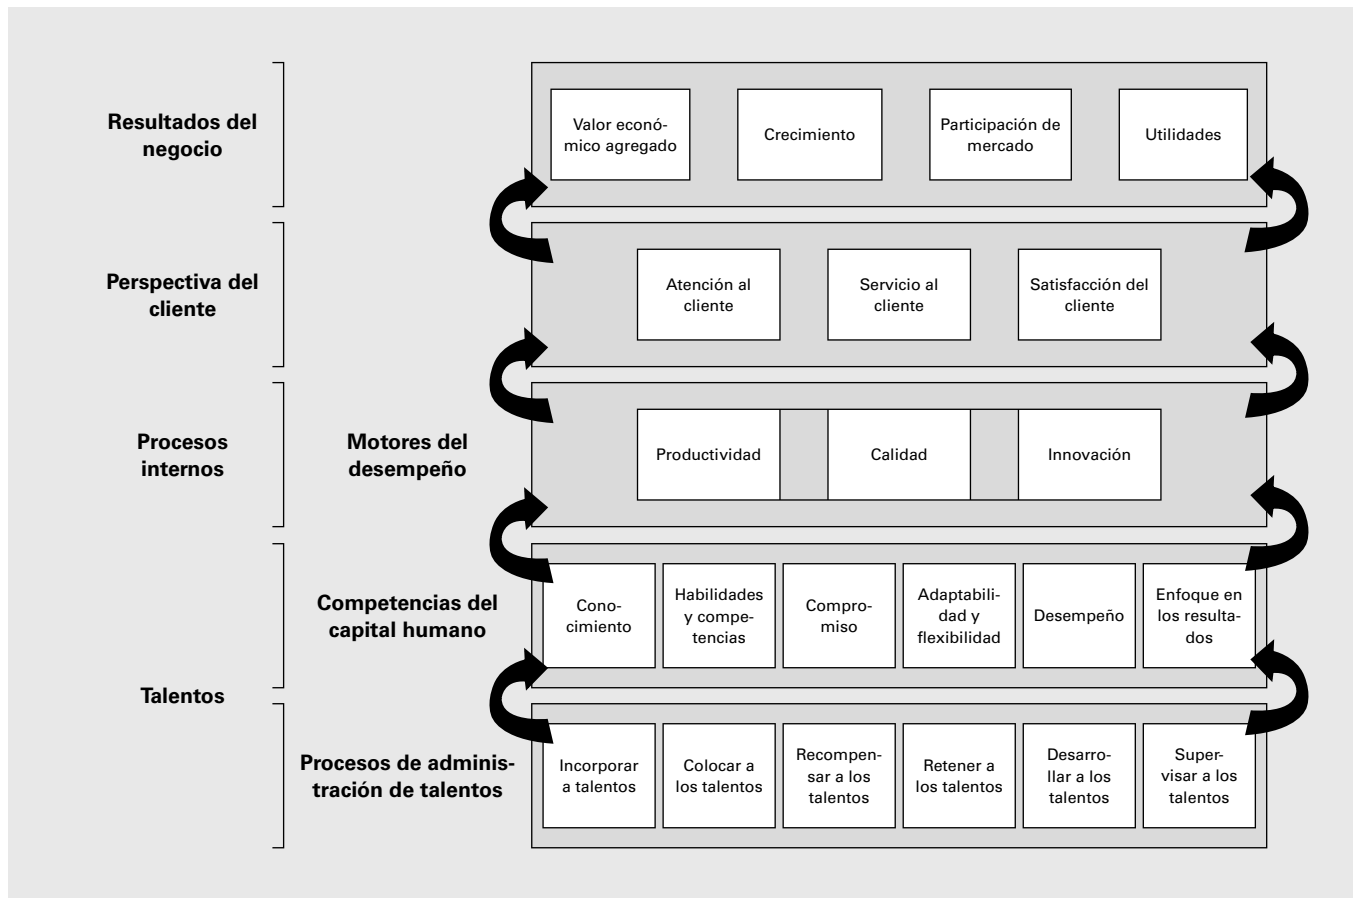 Resultados del
negocio
Valor econó-
mico agregado
Crecimiento
Participación de
mercado
Utilidades
Perspectiva del
cliente
Atención al
cliente
Servicio al
cliente
Satisfacción del
cliente
Procesos
internos
Motores del
desempeño
Productividad
Calidad
Innovación
Talentos
Competencias del
capital humano
Cono-
cimiento
Habilidades
y compe-
tencias
Compro-
miso
Adaptabili-
dad y
flexibilidad
Desempeño
Enfoque en
los resulta-
dos
Procesos de adminis-
tración de talentos
Incorporar
a talentos
Colocar a
los talentos
Recompen-
sar a los
talentos
Retener a
los talentos
Desarro-
llar a los
talentos
Super-
visar a los
talentos